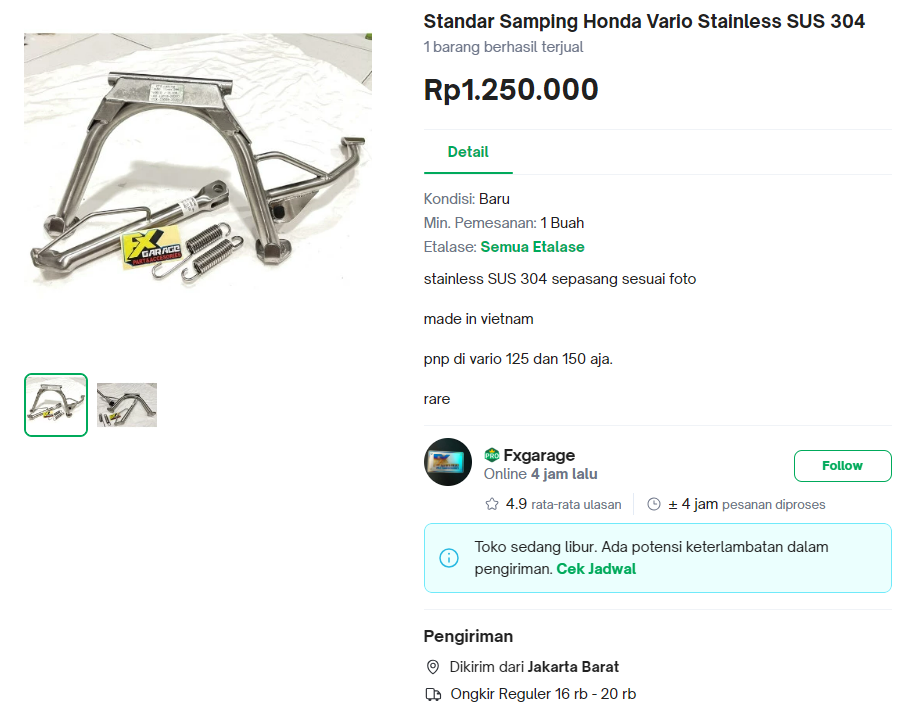 Standar Samping Honda Vario Stainless SUS 304
1 barang berhasil terjual
Rp1.250.000
Detail
Kondisi: Baru
Min. Pemesanan: 1 Buah
Etalase: Semua Etalase
stainless SUS 304 sepasang sesuai foto
made in vietnam
pnp di vario 125 dan 150 aja.
rare
FX
GARAGE
PART&ACCESORIES
PRO Fxgarage
Online 4 jam lalu
Follow
4.9 rata-rata ulasan
± 4 jam pesanan diproses
Toko sedang libur. Ada potensi keterlambatan dalam
pengiriman. Cek Jadwal
Pengiriman
Dikirim dari Jakarta Barat
Ongkir Reguler 16 rb - 20 rb